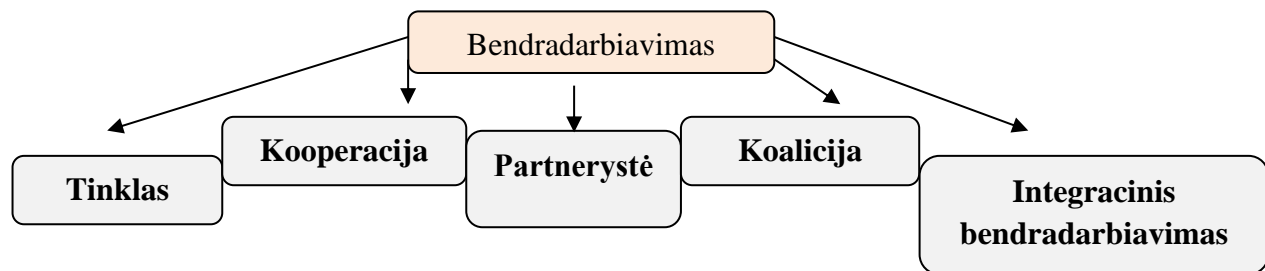 Bendradarbiavimas
Tinklas
Kooperacija
Partnerystė
Koalicija
Integracinis
bendradarbiavimas